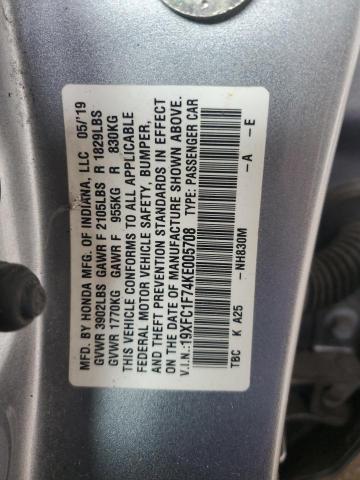 MFD. BY HONDA MFG. OF INDIANA, LLC 05/'19
GVWR 3902LBS GAWR F 2105LBS R 1829LBS
GVWR 1770KG GAWR F 955KG R 830KG
THIS VEHICLE CONFORMS TO ALL APPLICABLE
FEDERAL MOTOR VEHICLE SAFETY, BUMPER,
AND THEFT PREVENTION STANDARDS IN EFFECT
ON THE DATE OF MANUFACTURE SHOWN ABOVE.
V.I.N.:19XFC1F74KE005708 TYPE: PASSENGER CAR
-NH830M -A -E
TBC K A25